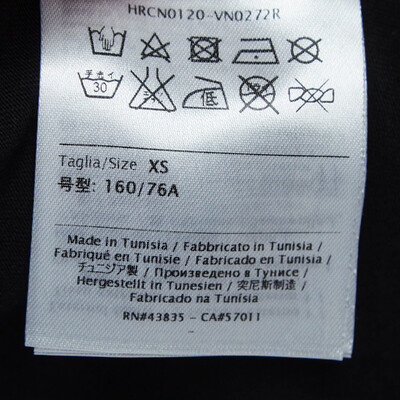 HRCN0120-VN0272R
手洗イ
30
低
Taglia/Size XS
号型: 160/76A
Made in Tunisia / Fabbricato in Tunisia /
Fabriqué en Tunisie / Fabricado en Tunisia /
チュニジア製 / Произведено в Тунисе /
Hergestellt in Tunesien / 突尼斯制造 /
Fabricado na Tunísia
RN#43835 - CA#57011